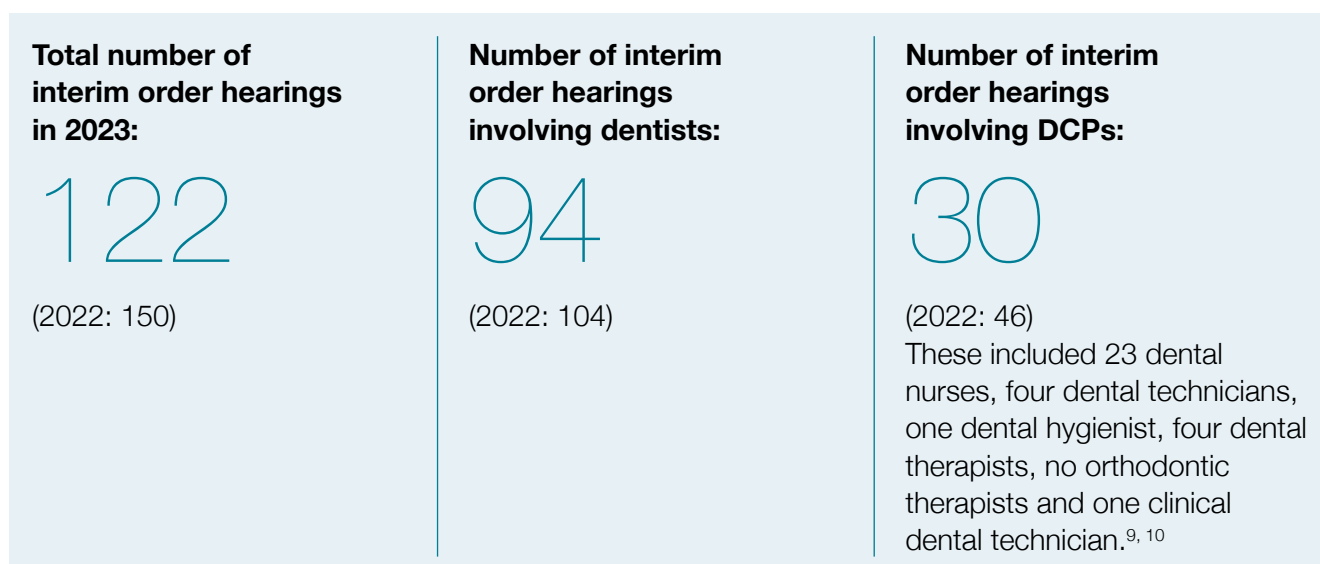 Total number of
interim order hearings
in 2023:
122
(2022: 150)
Number of interim
order hearings
involving dentists:
94
(2022: 104)
Number of interim
order hearings
involving DCPs:
30
(2022: 46)
These included 23 dental
nurses, four dental technicians,
one dental hygienist, four dental
therapists, no orthodontic
therapists and one clinical
dental technician.9, 10